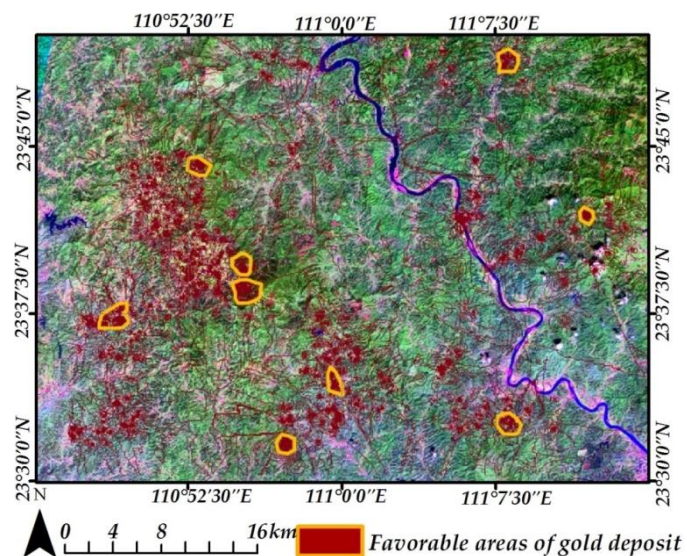 110°52'30"E 111°0'0"E 111°7'30"E
23°45'0"N 23°45'0"N
23°37'30"N 23°37'30"N
23°30'0"N 23°30'0"N
110°52'30"E 111°0'0"E 111°7'30"E
N
0 4 8 16km
Favorable areas of gold deposit